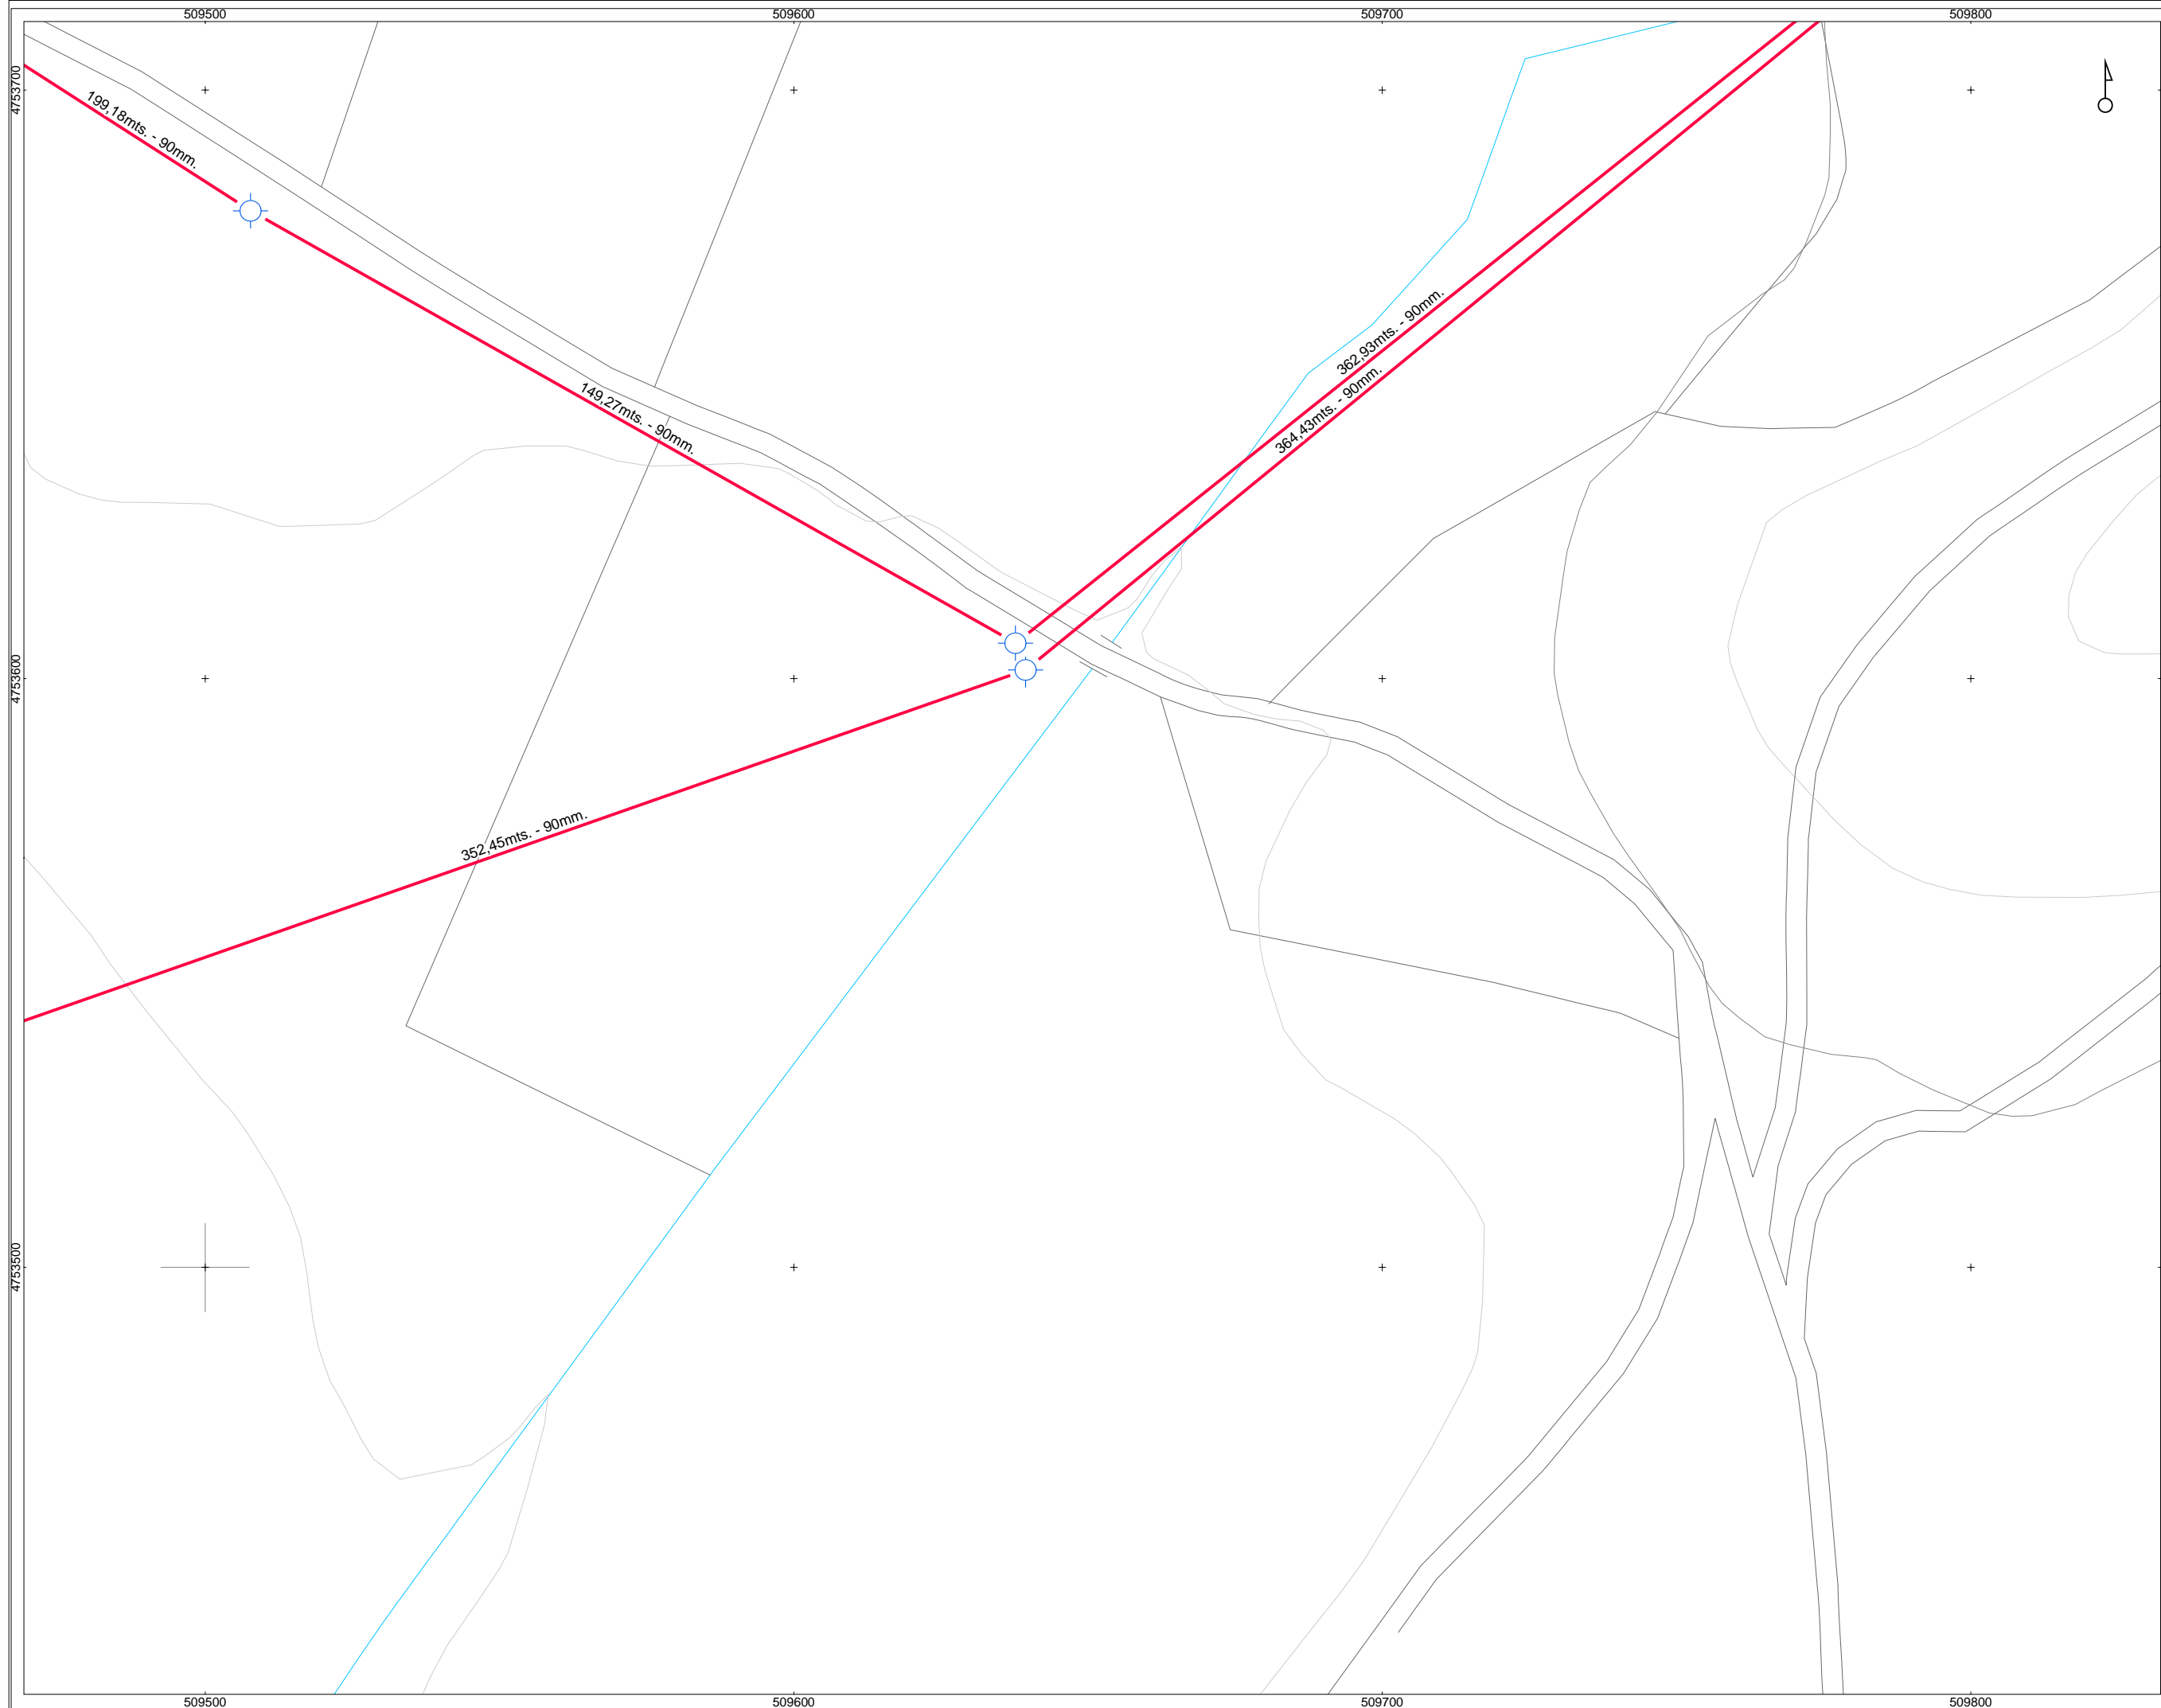 509500 509600 509700 509800
4753700
199,18mts. - 90mm.
362,93mts. - 90mm.
149,27mts. - 90mm.
364,43mts. - 90mm.
4753600
352,45mts. - 90mm.
4753500
509500 509600 509700 509800